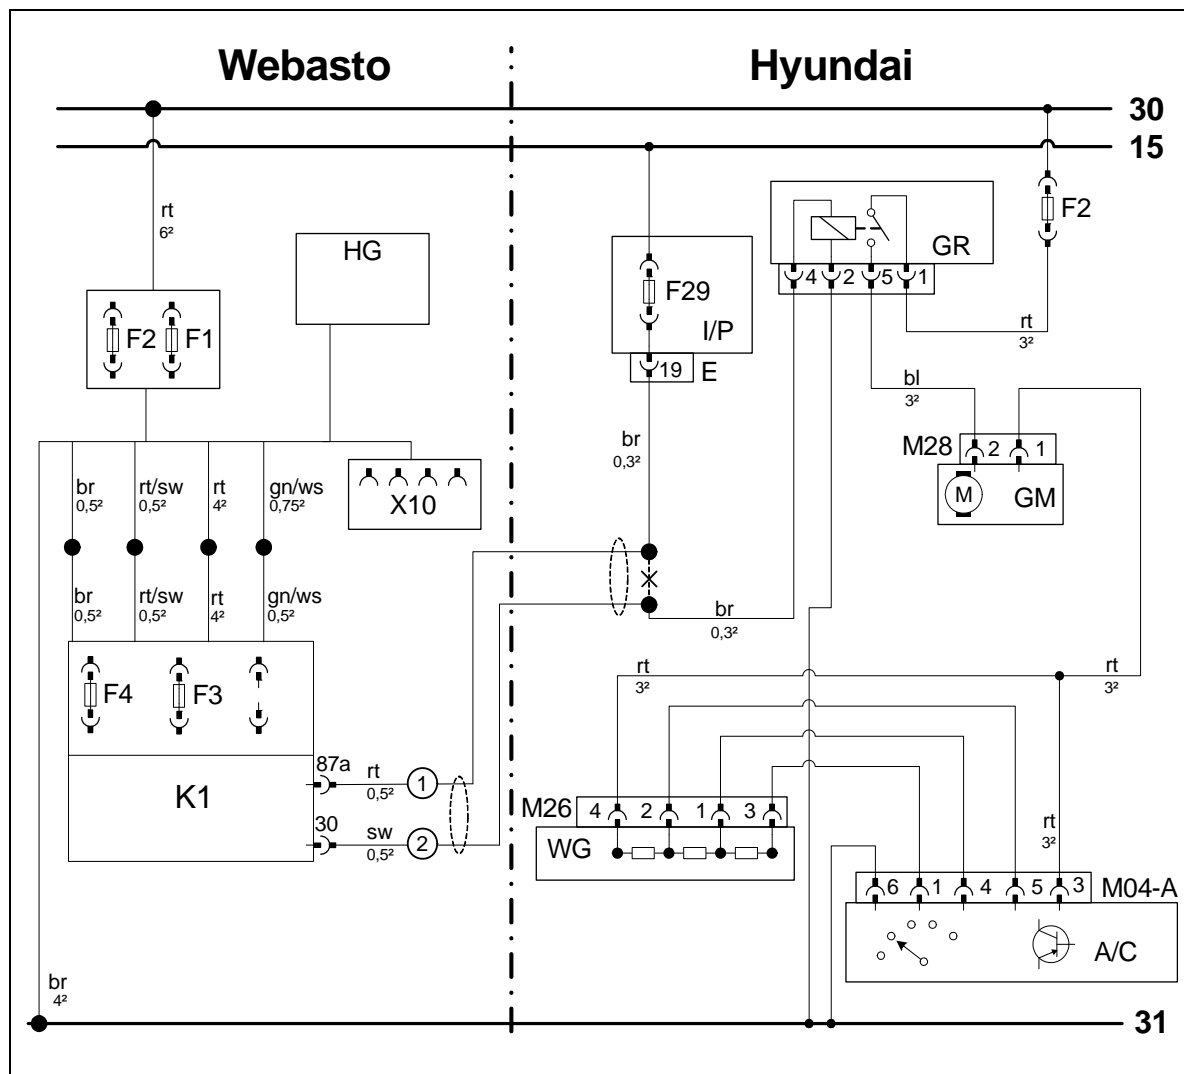 Webasto
Hyundai
30
15
rt
6²
HG
F2
F1
F29
I/P
19
E
GR
4
2
5
1
F2
rt
3²
bl
3²
M28
2
1
M
GM
br
0,3²
br
0,5²
rt/sw
0,5²
rt
4²
gn/ws
0,75²
X10
br
0,5²
rt/sw
0,5²
rt
4²
gn/ws
0,5²
F4
F3
K1
87a
rt
0,5²
1
30
sw
0,5²
2
br
0,3²
rt
3²
rt
3²
M26
4
2
1
3
WG
rt
3²
6
1
4
5
3
M04-A
A/C
br
4²
31